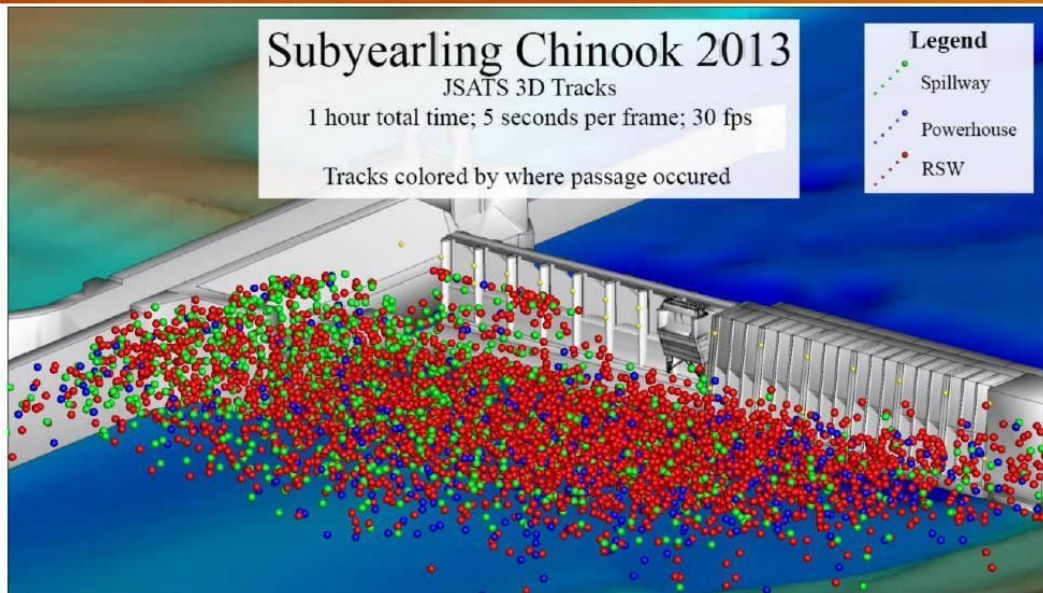 Subyearling Chinook 2013
JSATS 3D Tracks
1 hour total time; 5 seconds per frame; 30 fps
Tracks colored by where passage occured
Legend
Spillway
Powerhouse
RSW